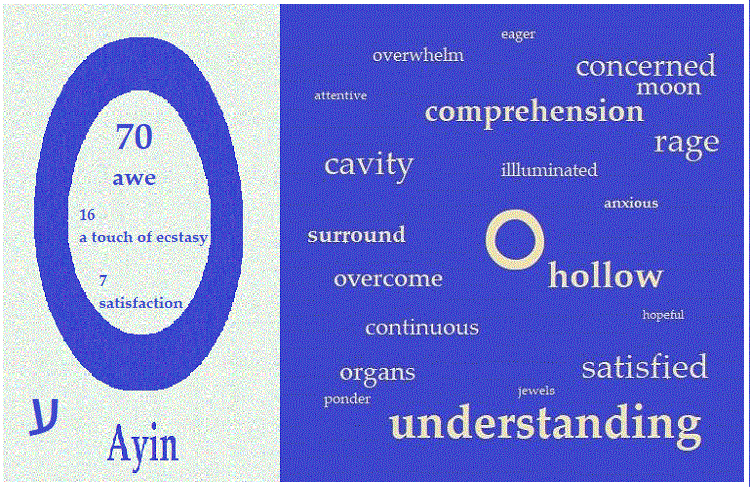 70
awe
16
a touch of ecstasy
7
satisfaction
ע
Ayin
eager
overwhelm
concerned
moon
attentive
comprehension
rage
cavity
illluminated
anxious
surround
hollow
overcome
hopeful
continuous
satisfied
organs
jewels
ponder
understanding